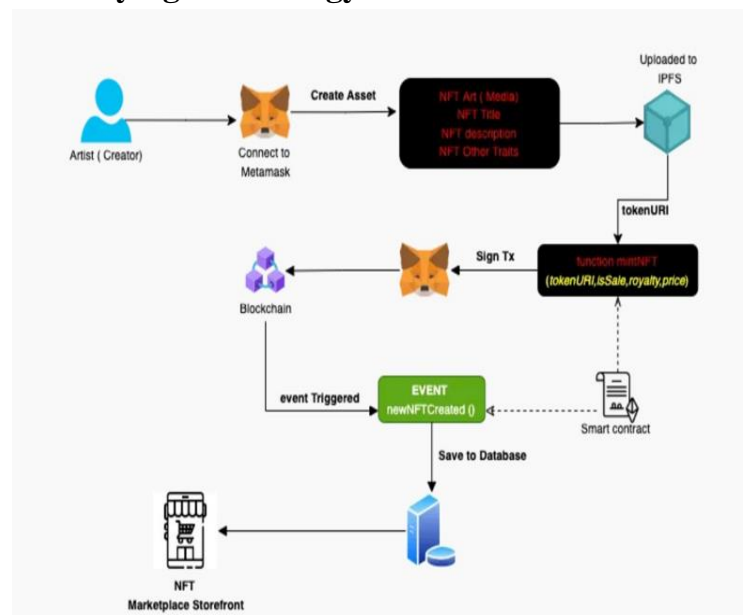 Uploaded to
IPFS
Create Asset
NFT Art ( Media)
NFT Title
NFT description
NFT Other Traits
Artist ( Creator)
Connect to
Metamask
tokenURI
function mintNFT
(tokenURI,isSale,royalty,price)
Sign Tx
Blockchain
event Triggered
EVENT
newNFTCreated ()
Smart contract
Save to Database
NFT
Marketplace Storefront